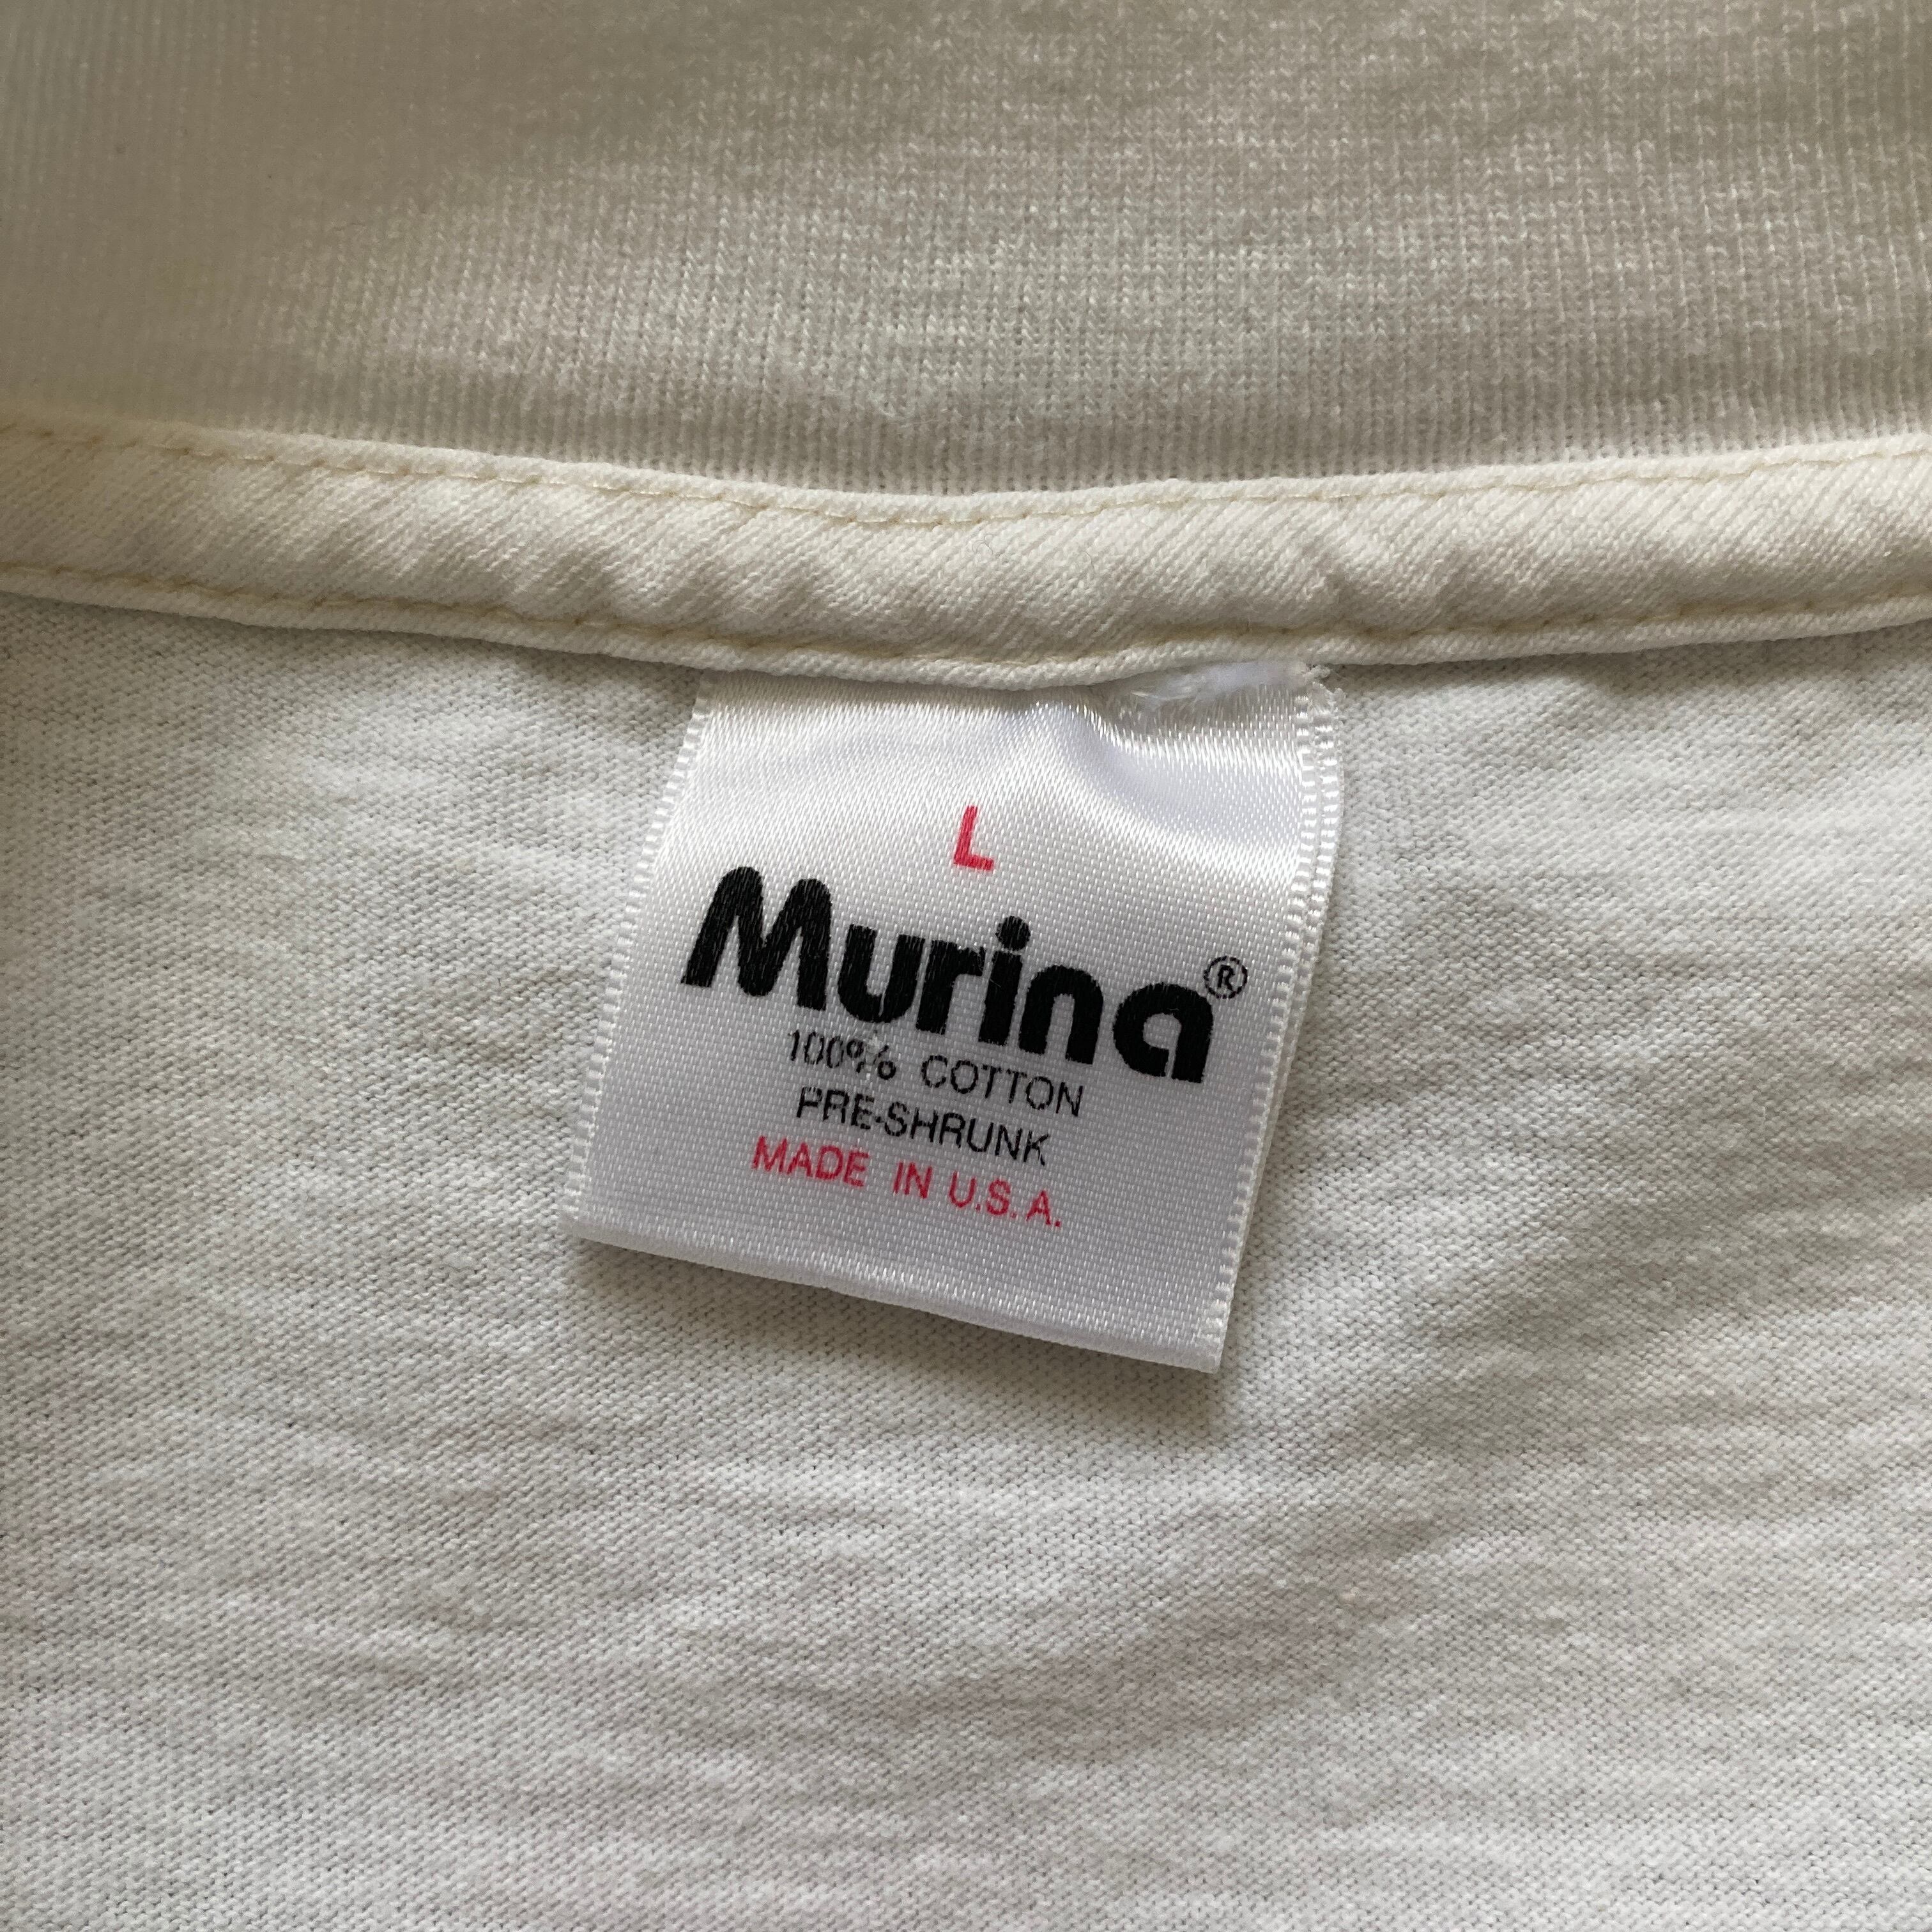 L
Murina®
100% COTTON
PRE-SHRUNK
MADE IN U.S.A.